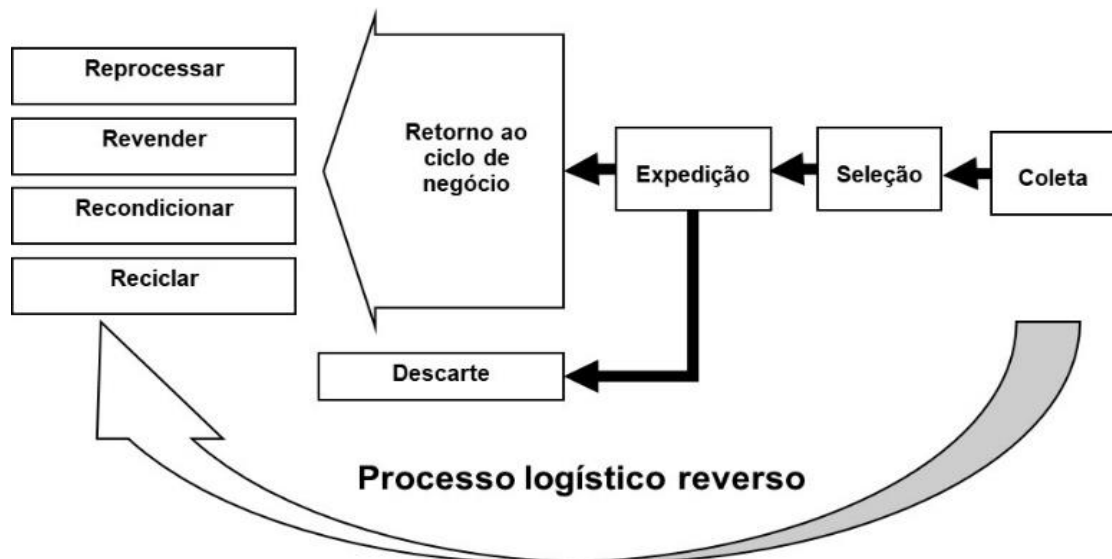 Reprocessar
Revender
Recondicionar
Reciclar
Retorno ao
ciclo de
negócio
Expedição
Seleção
Coleta
Descarte
Processo logístico reverso